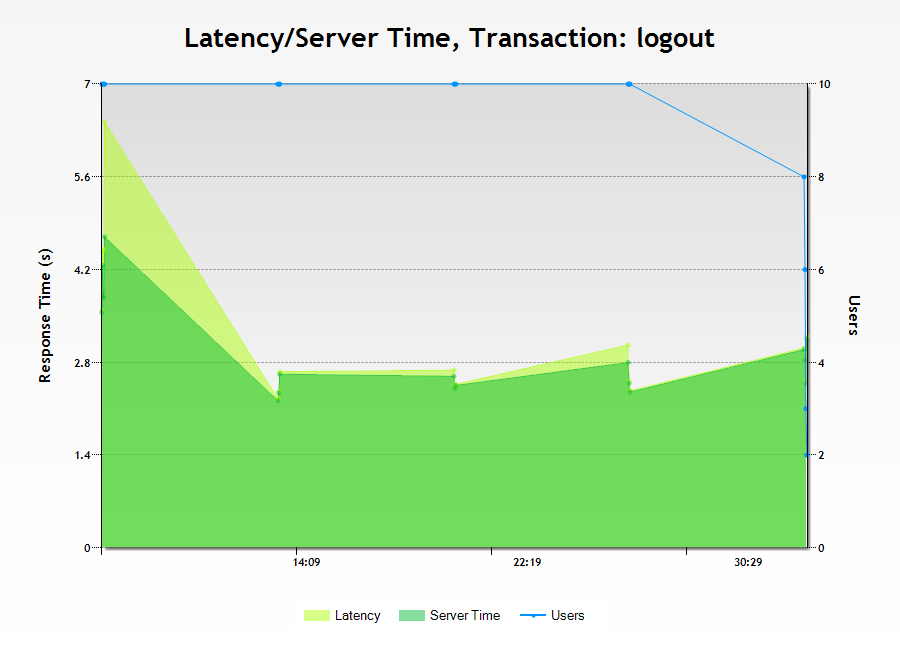 Latency/Server Time, Transaction: logout
7
10
5.6
8
4.2
6
Response Time (s)
Users
2.8
4
1.4
2
0
0
14:09
22:19
30:29
Latency
Server Time
Users